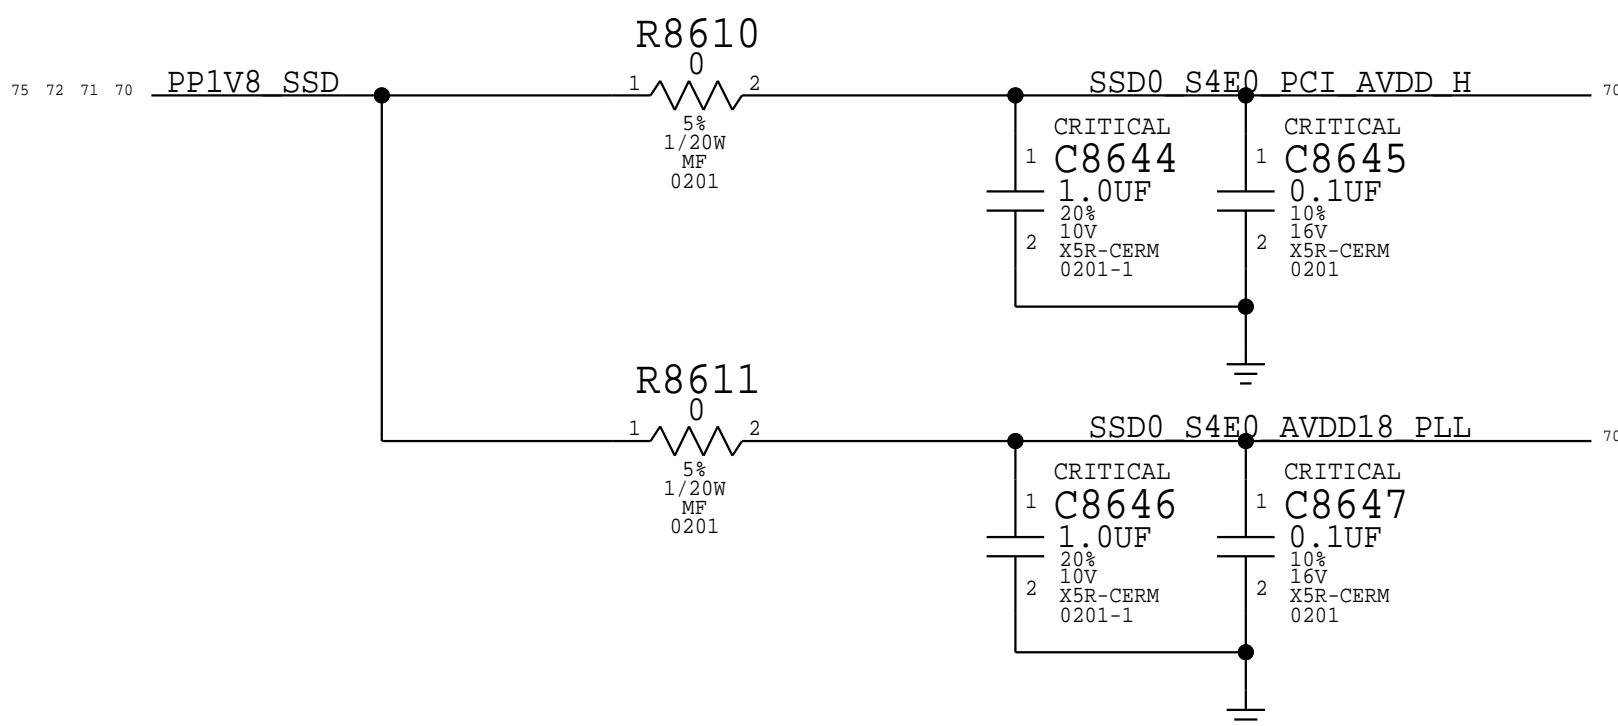 R8610
0
75 72 71 70 PP1V8_SSD 1 2 SSD0_S4E0_PCI_AVDD_H 70
5%
1/20W
MF
0201
CRITICAL
1 C8644
1.0UF
20%
10V
2 X5R-CERM
0201-1
CRITICAL
1 C8645
0.1UF
10%
16V
2 X5R-CERM
0201
R8611
0
1 2 SSD0_S4E0_AVDD18_PLL 70
5%
1/20W
MF
0201
CRITICAL
1 C8646
1.0UF
20%
10V
2 X5R-CERM
0201-1
CRITICAL
1 C8647
0.1UF
10%
16V
2 X5R-CERM
0201